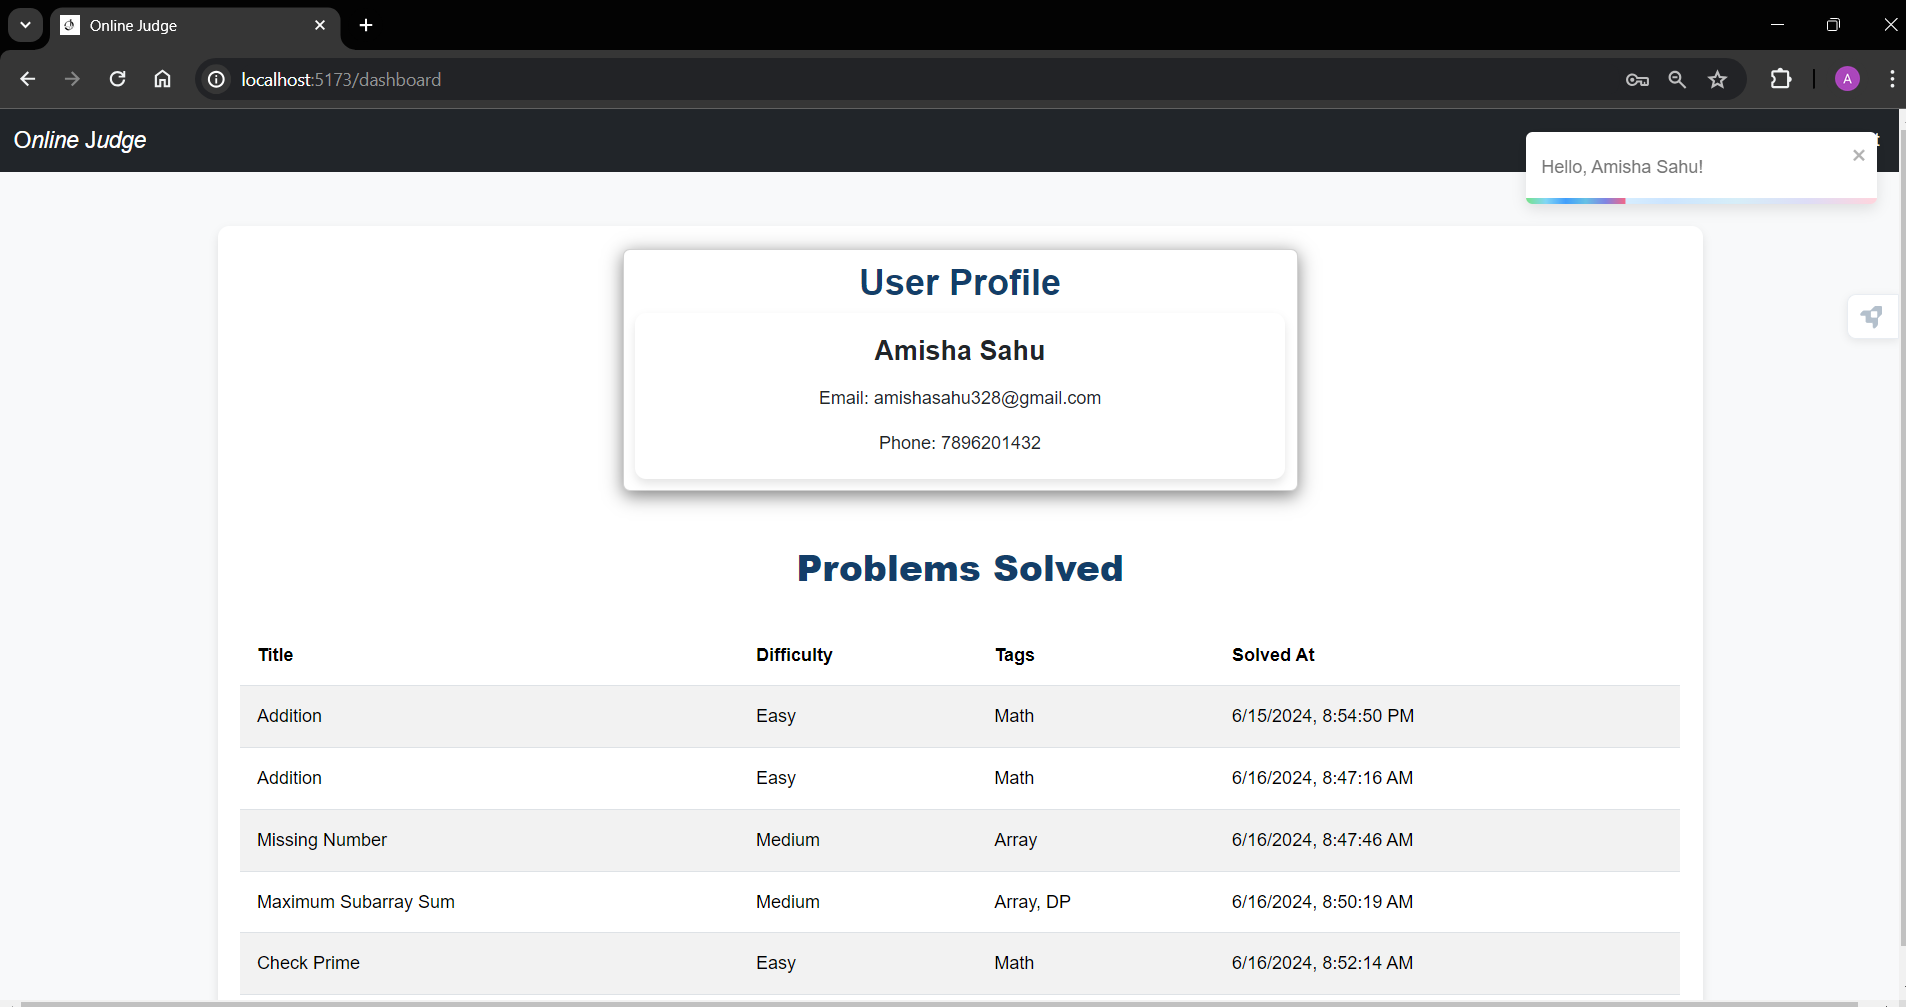 Online Judge
localhost:5173/dashboard
A
Online Judge
Hello, Amisha Sahu!
User Profile
Amisha Sahu
Email: amishasahu328@gmail.com
Phone: 7896201432
Problems Solved
Title Difficulty Tags Solved At
Addition Easy Math 6/15/2024, 8:54:50 PM
Addition Easy Math 6/16/2024, 8:47:16 AM
Missing Number Medium Array 6/16/2024, 8:47:46 AM
Maximum Subarray Sum Medium Array, DP 6/16/2024, 8:50:19 AM
Check Prime Easy Math 6/16/2024, 8:52:14 AM